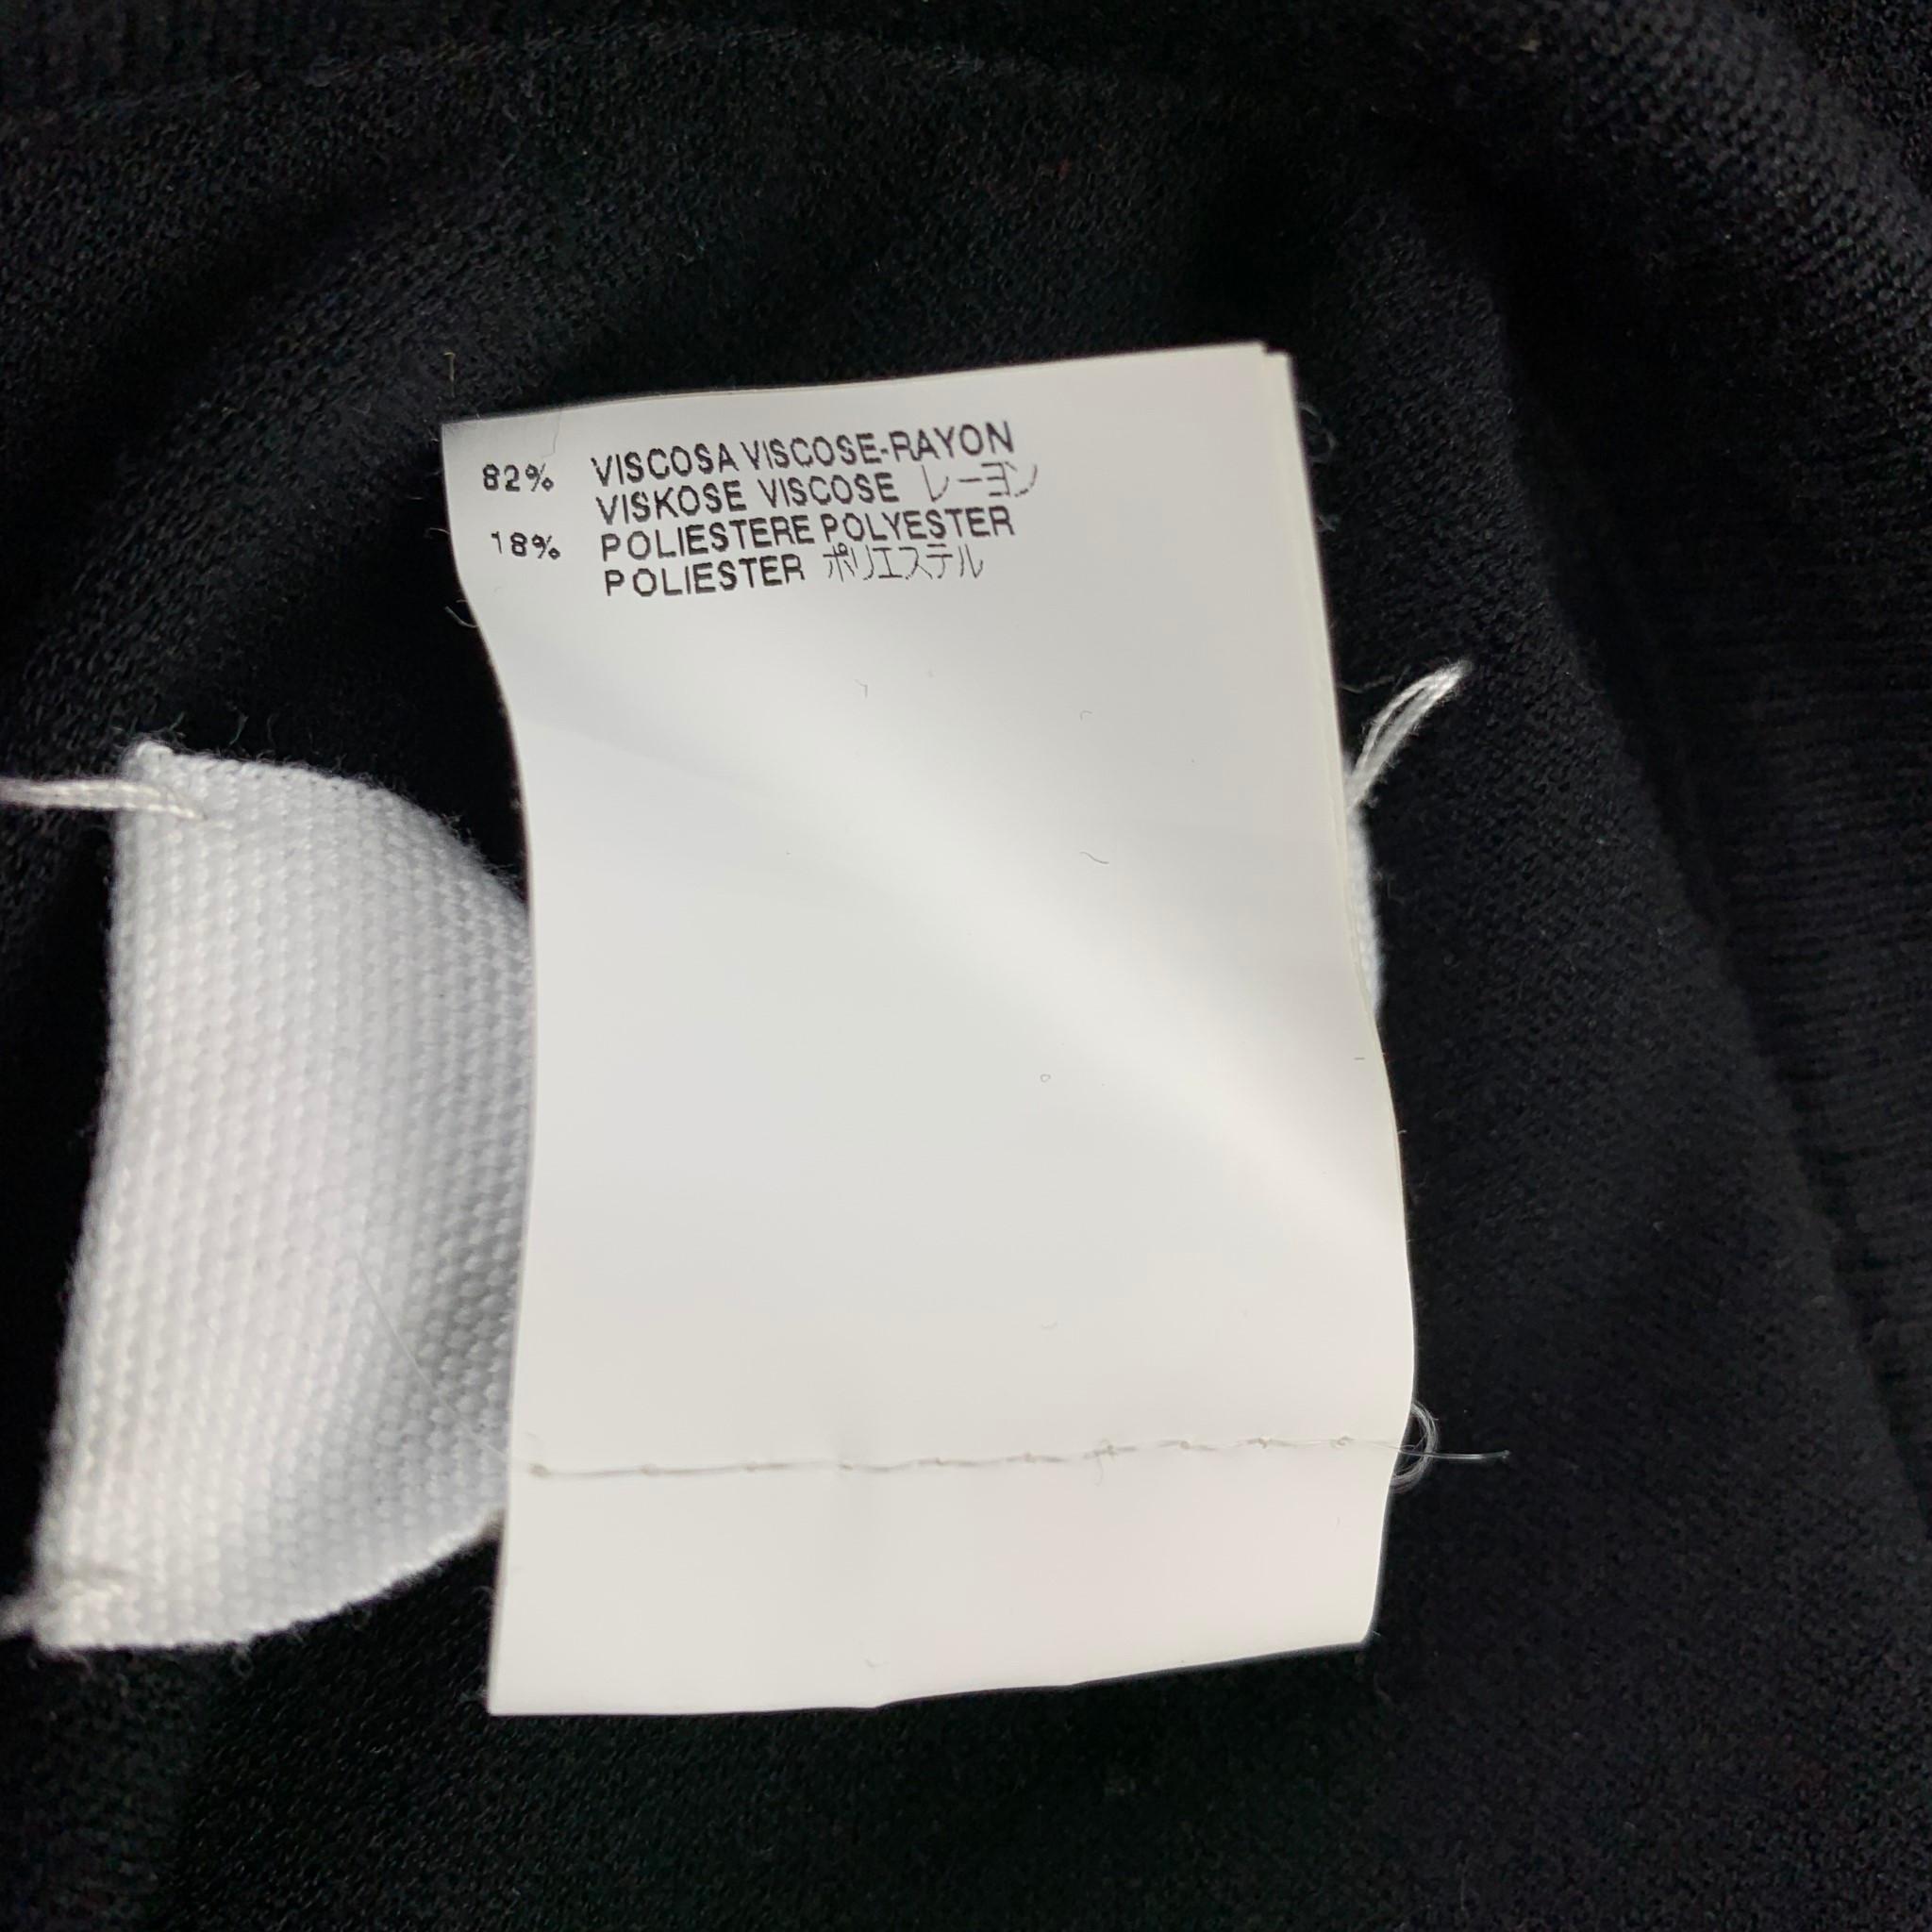 82% VISCOSA VISCOSE-RAYON
VISKOSE VISCOSE レーヨン
18% POLIESTERE POLYESTER
POLIESTER ポリエステル